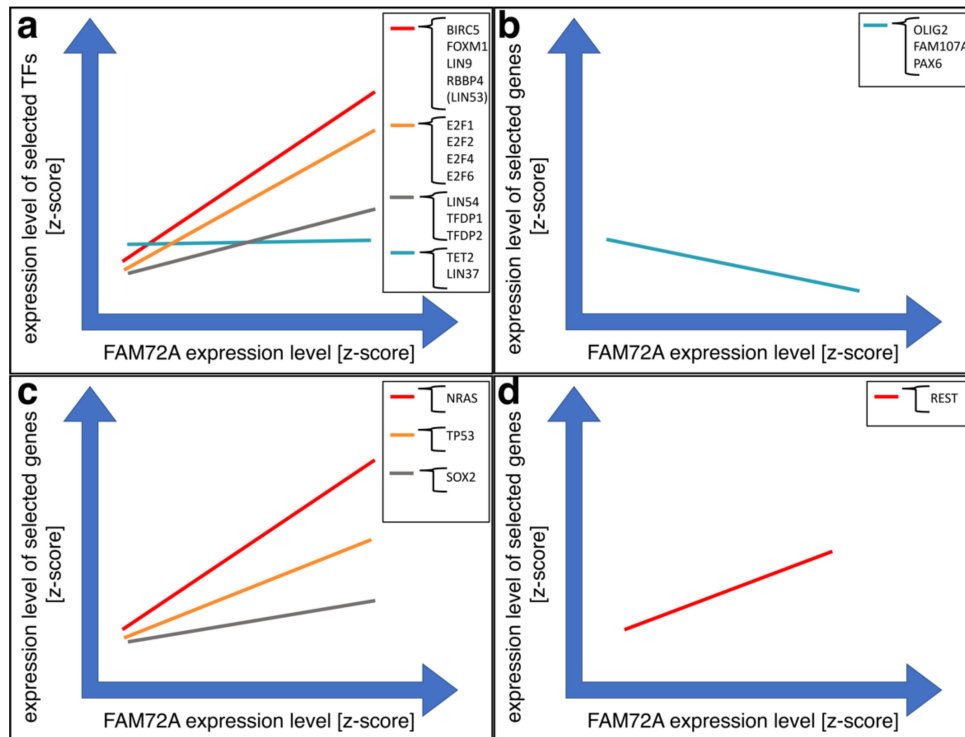 a
expression level of selected TFs
[z-score]
FAM72A expression level [z-score]
BIRC5
FOXM1
LIN9
RBBP4
(LIN53)
E2F1
E2F2
E2F4
E2F6
LIN54
TFDP1
TFDP2
TET2
LIN37
b
expression level of selected genes
[z-score]
FAM72A expression level [z-score]
OLIG2
FAM107A
PAX6
c
expression level of selected genes
[z-score]
FAM72A expression level [z-score]
NRAS
TP53
SOX2
d
expression level of selected genes
[z-score]
FAM72A expression level [z-score]
REST